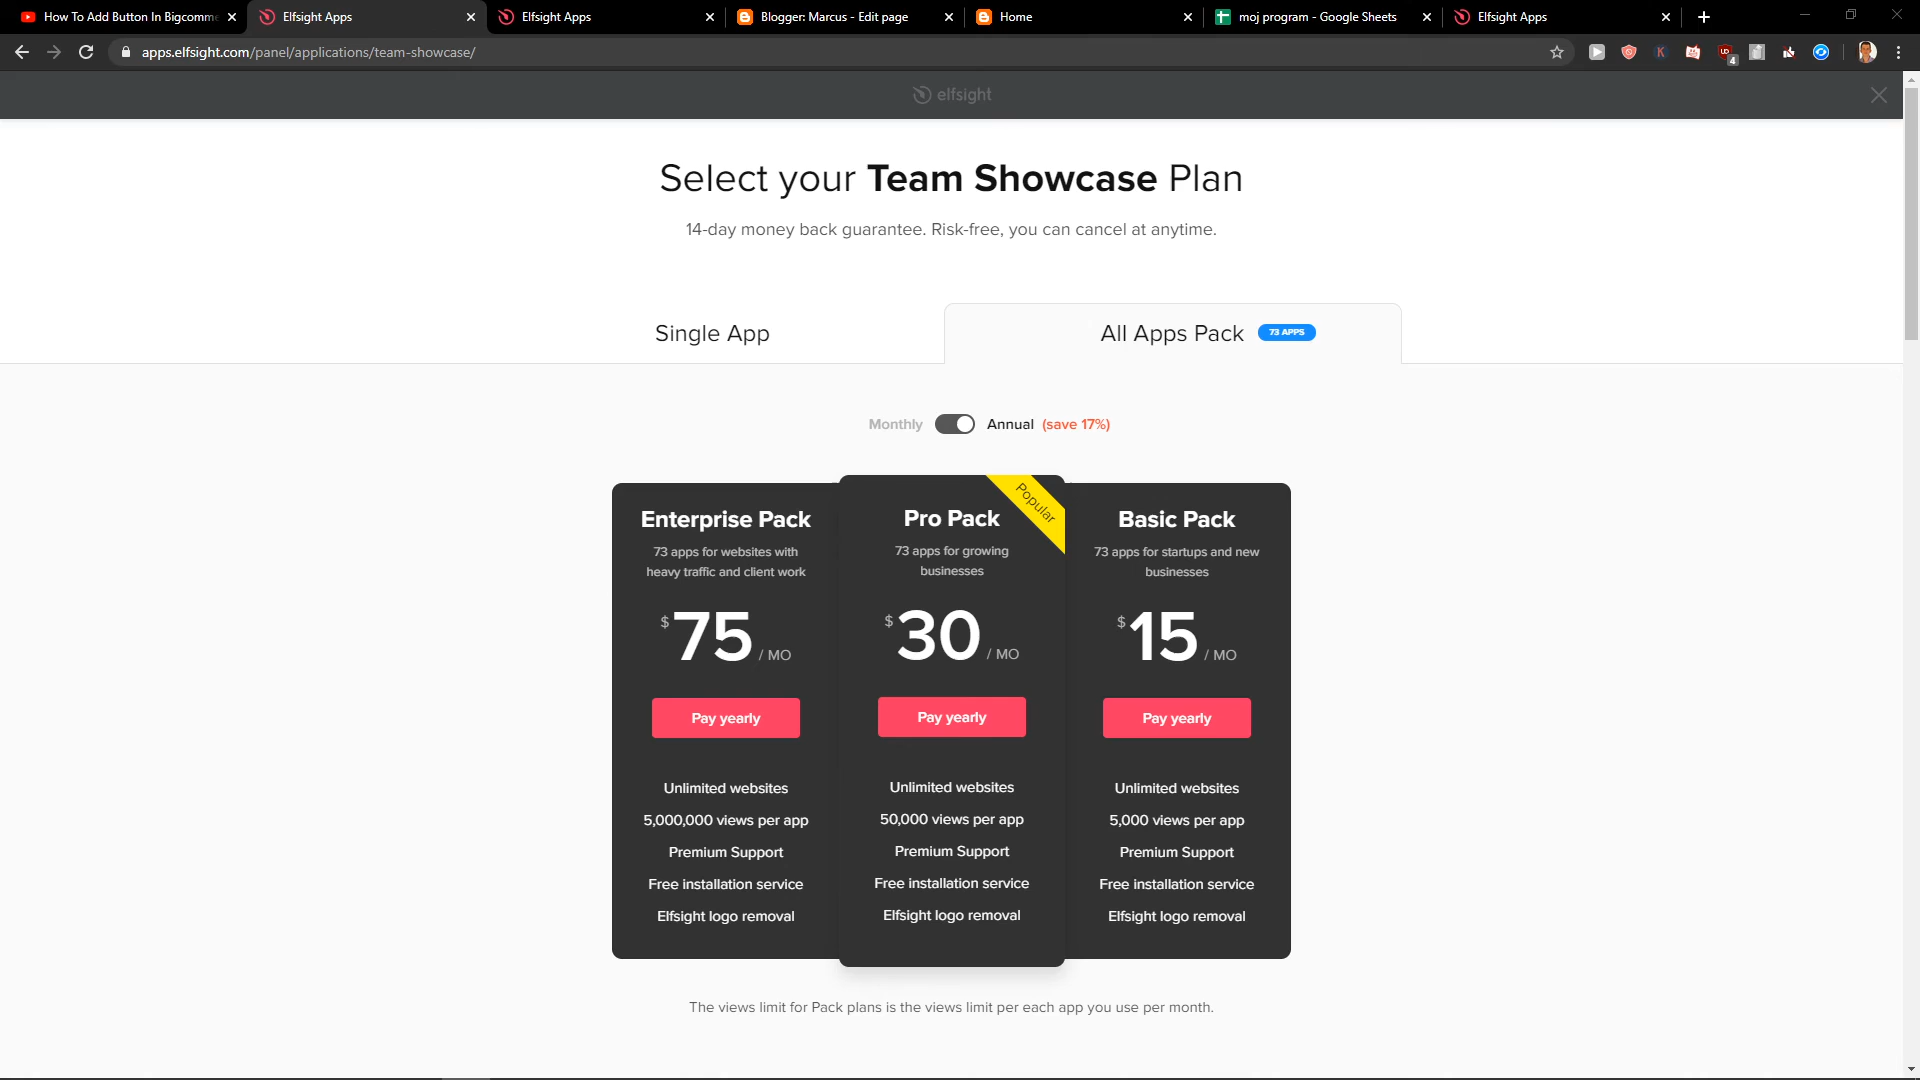 How To Add Button In Bigcomme
Elfsight Apps
Elfsight Apps
Blogger: Marcus - Edit page
Home
moj program - Google Sheets
Elfsight Apps
apps.elfsight.com/panel/applications/team-showcase/
K
UD
4
elfsight
Select your Team Showcase Plan
14-day money back guarantee. Risk-free, you can cancel at anytime.
Single App
All Apps Pack 73 APPS
Monthly
Annual (save 17%)
Enterprise Pack
73 apps for websites with
heavy traffic and client work
$75 / MO
Pay yearly
Unlimited websites
5,000,000 views per app
Premium Support
Free installation service
Elfsight logo removal
Popular
Pro Pack
73 apps for growing
businesses
$30 / MO
Pay yearly
Unlimited websites
50,000 views per app
Premium Support
Free installation service
Elfsight logo removal
Basic Pack
73 apps for startups and new
businesses
$15 / MO
Pay yearly
Unlimited websites
5,000 views per app
Premium Support
Free installation service
Elfsight logo removal
The views limit for Pack plans is the views limit per each app you use per month.